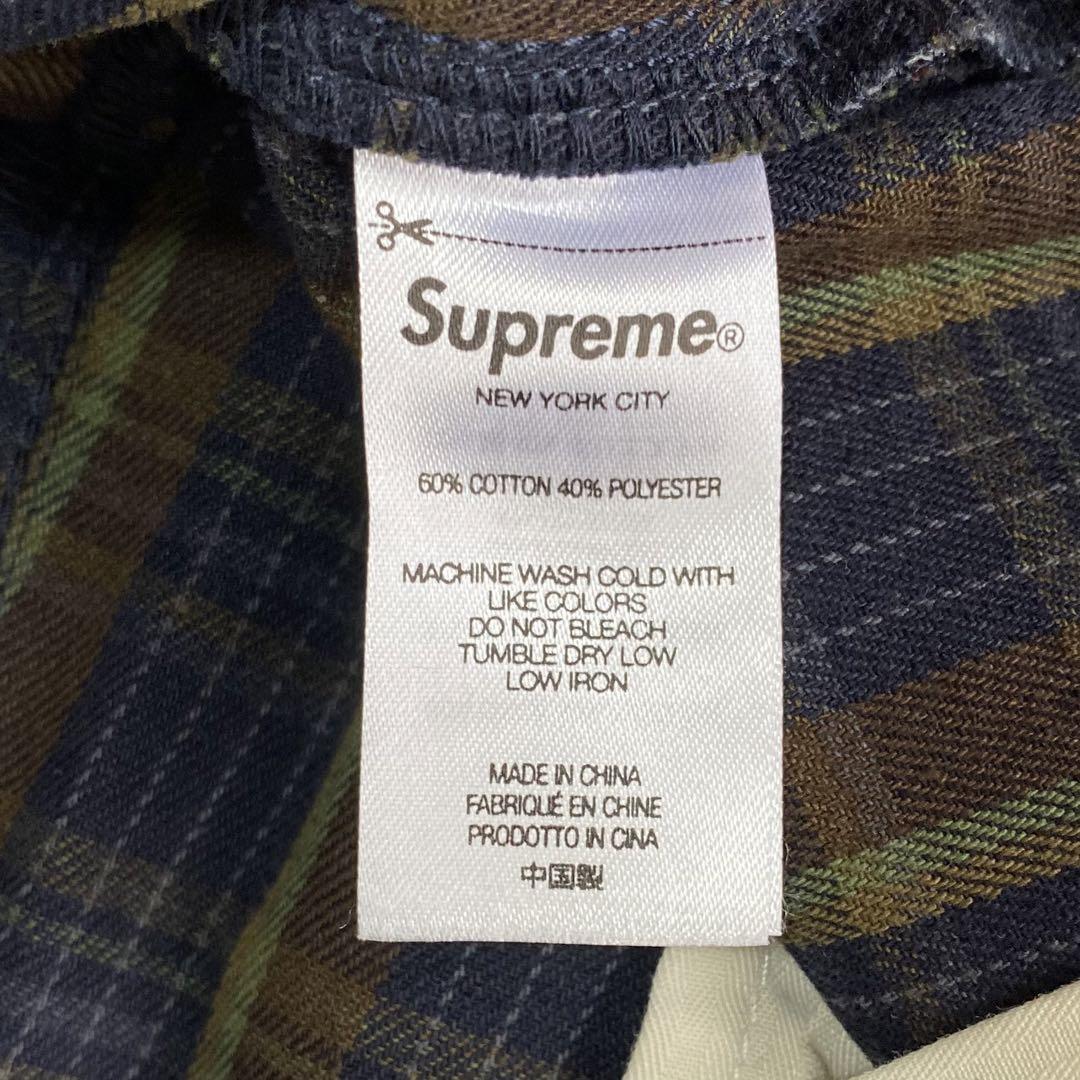 Supreme®
NEW YORK CITY
60% COTTON 40% POLYESTER
MACHINE WASH COLD WITH
LIKE COLORS
DO NOT BLEACH
TUMBLE DRY LOW
LOW IRON
MADE IN CHINA
FABRIQUÉ EN CHINE
PRODOTTO IN CINA
中国製